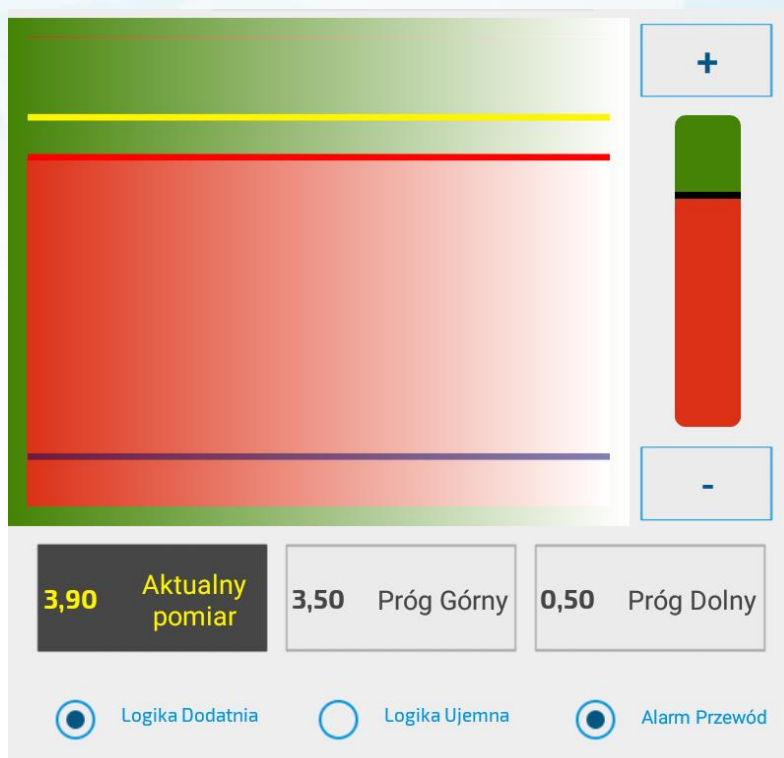 +
-
3,90 Aktualny
pomiar
3,50 Próg Górny
0,50 Próg Dolny
Logika Dodatnia
Logika Ujemna
Alarm Przewód